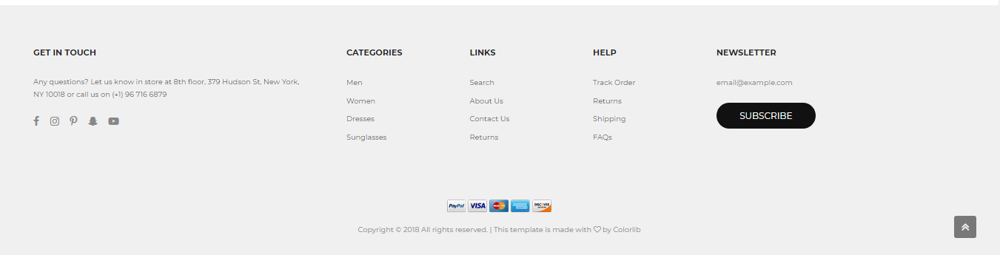 GET IN TOUCH
Any questions? Let us know in store at 8th floor, 379 Hudson St, New York,
NY 10018 or call us on (+1) 96 716 6879
CATEGORIES
Men
Women
Dresses
Sunglasses
LINKS
Search
About Us
Contact Us
Returns
HELP
Track Order
Returns
Shipping
FAQs
NEWSLETTER
email@example.com
SUBSCRIBE
PayPal VISA MasterCard DISCOVER
Copyright © 2018 All rights reserved. | This template is made with ♡ by Colorlib